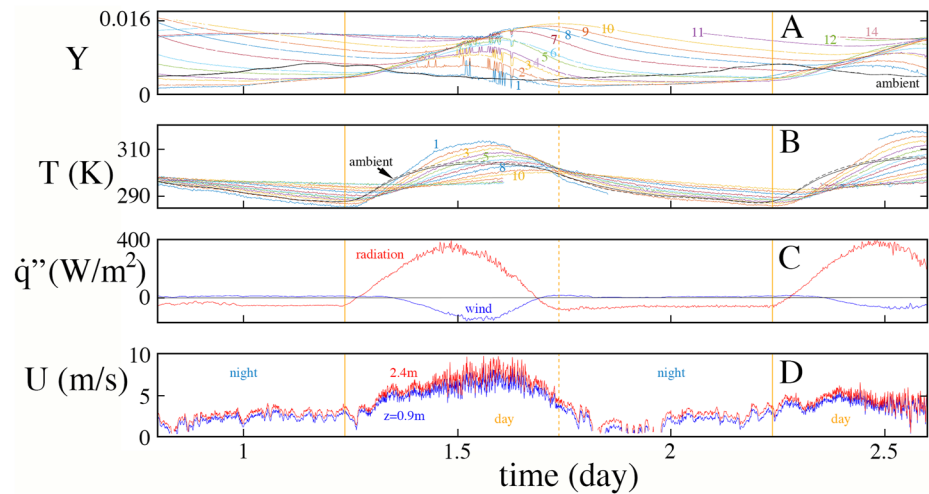 0.016
A
Y
1 2 3 4 5 6 7 8 9 10 11 12 14
ambient
0
310
B
T (K)
ambient
1 3 5 8 10
290
400
C
q̇” (W/m²)
radiation
0
wind
10
D
U (m/s)
night
2.4m
night
5
z=0.9m
day
day
0
1
1.5
2
2.5
time (day)